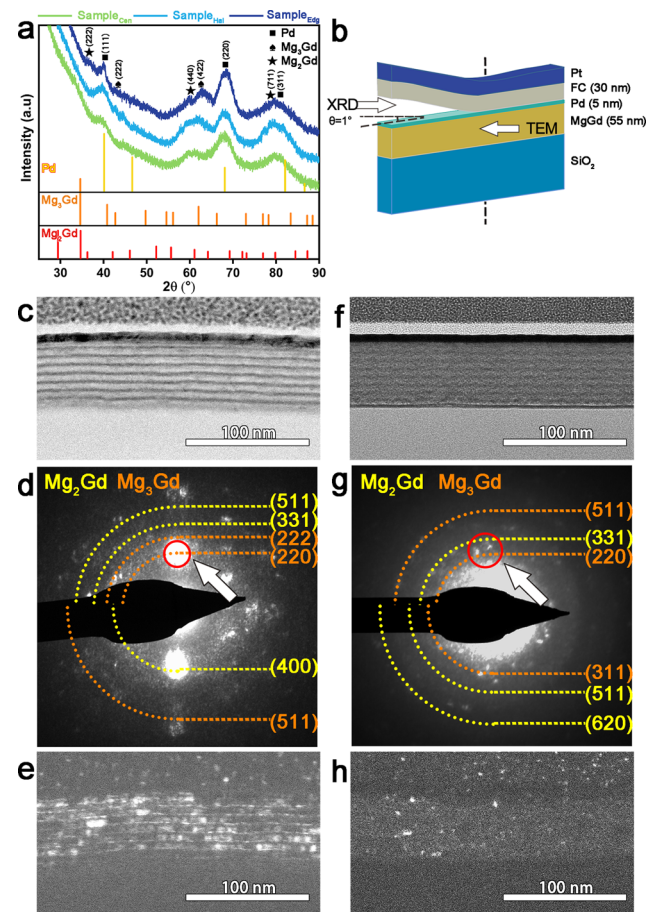 Sample_Cen Sample_Hal Sample_Edg
a
(222)
(111)
(222)
(440)
(422)
(220)
(711)
(311)
■ Pd
♠ Mg₃Gd
★ Mg₂Gd
Intensity (a.u)
Pd
Mg₃Gd
Mg₂Gd
30 40 50 60 70 80 90
2θ (°)
b
XRD
θ=1°
TEM
Pt
FC (30 nm)
Pd (5 nm)
MgGd (55 nm)
SiO₂
c
100 nm
f
100 nm
d
Mg₂Gd Mg₃Gd
(511)
(331)
(222)
(220)
(400)
(511)
g
Mg₂Gd Mg₃Gd
(511)
(331)
(220)
(311)
(511)
(620)
e
100 nm
h
100 nm